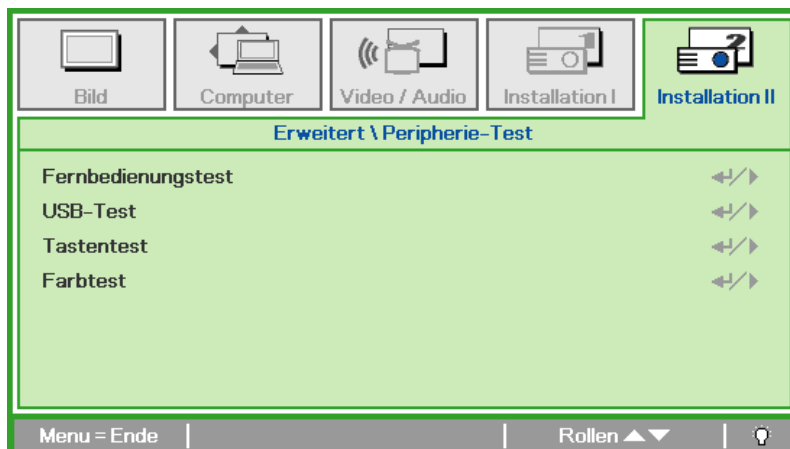 Bild Computer Video / Audio Installation I Installation II
Erweitert \ Peripherie-Test
Fernbedienungstest
USB-Test
Tastentest
Farbtest
Menu = Ende Rollen